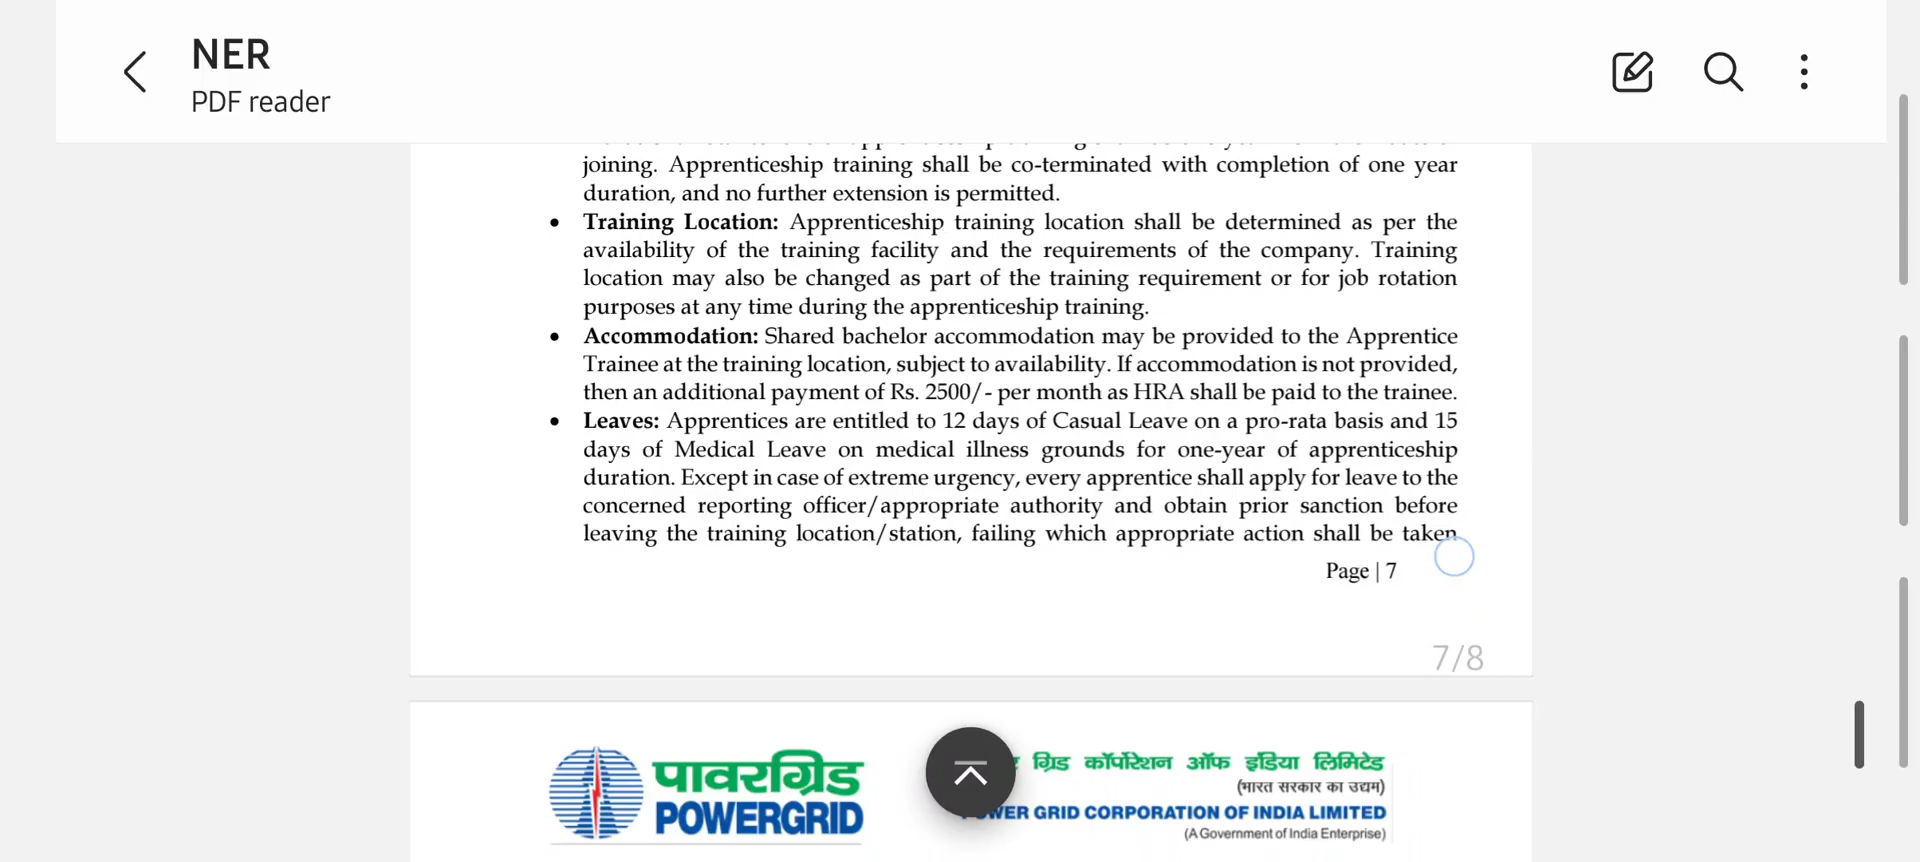 NER
PDF reader
joining. Apprenticeship training shall be co-terminated with completion of one year
duration, and no further extension is permitted.
• Training Location: Apprenticeship training location shall be determined as per the
availability of the training facility and the requirements of the company. Training
location may also be changed as part of the training requirement or for job rotation
purposes at any time during the apprenticeship training.
• Accommodation: Shared bachelor accommodation may be provided to the Apprentice
Trainee at the training location, subject to availability. If accommodation is not provided,
then an additional payment of Rs. 2500/- per month as HRA shall be paid to the trainee.
• Leaves: Apprentices are entitled to 12 days of Casual Leave on a pro-rata basis and 15
days of Medical Leave on medical illness grounds for one-year of apprenticeship
duration. Except in case of extreme urgency, every apprentice shall apply for leave to the
concerned reporting officer/appropriate authority and obtain prior sanction before
leaving the training location/station, failing which appropriate action shall be taken
Page | 7
7/8
पावरग्रिड
POWERGRID
ग्रिड कॉर्पोरेशन ऑफ इंडिया लिमिटेड
(भारत सरकार का उद्यम)
POWER GRID CORPORATION OF INDIA LIMITED
(A Government of India Enterprise)